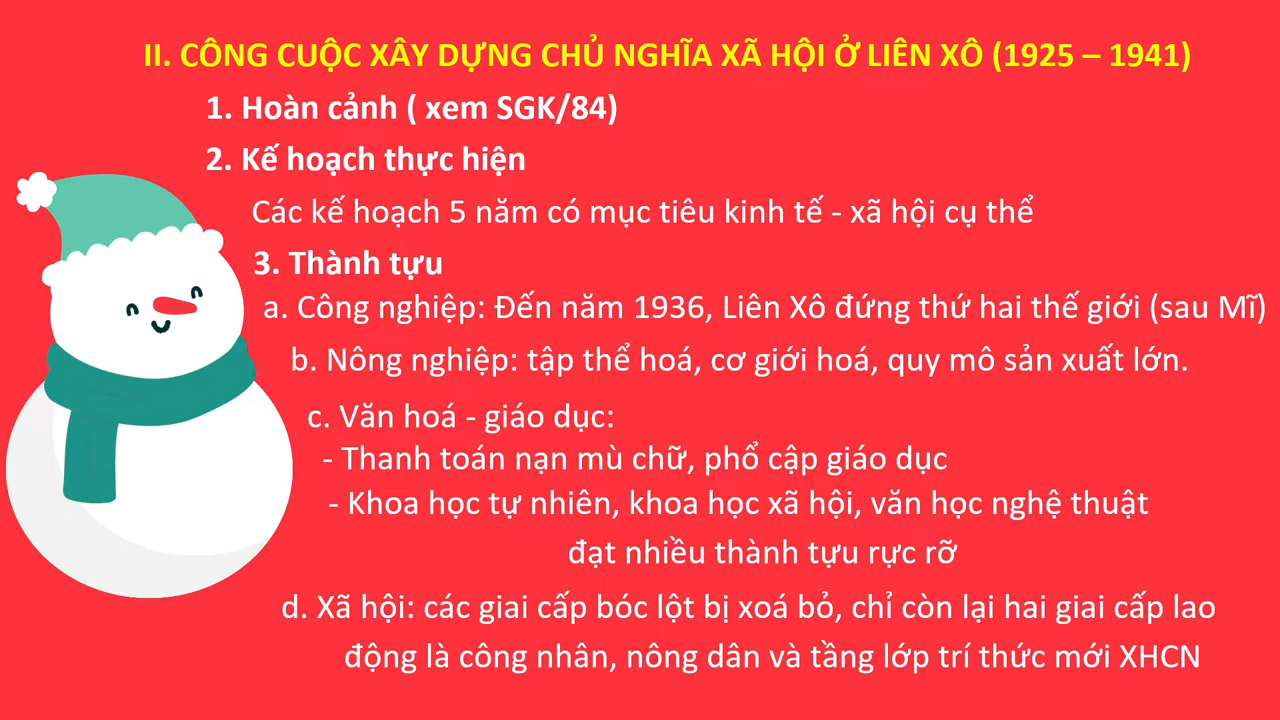 II. CÔNG CUỘC XÂY DỰNG CHỦ NGHĨA XÃ HỘI Ở LIÊN XÔ (1925 – 1941)
1. Hoàn cảnh ( xem SGK/84)
2. Kế hoạch thực hiện
Các kế hoạch 5 năm có mục tiêu kinh tế - xã hội cụ thể
3. Thành tựu
a. Công nghiệp: Đến năm 1936, Liên Xô đứng thứ hai thế giới (sau Mĩ)
b. Nông nghiệp: tập thể hoá, cơ giới hoá, quy mô sản xuất lớn.
c. Văn hoá - giáo dục:
- Thanh toán nạn mù chữ, phổ cập giáo dục
- Khoa học tự nhiên, khoa học xã hội, văn học nghệ thuật
đạt nhiều thành tựu rực rỡ
d. Xã hội: các giai cấp bóc lột bị xoá bỏ, chỉ còn lại hai giai cấp lao
động là công nhân, nông dân và tầng lớp trí thức mới XHCN